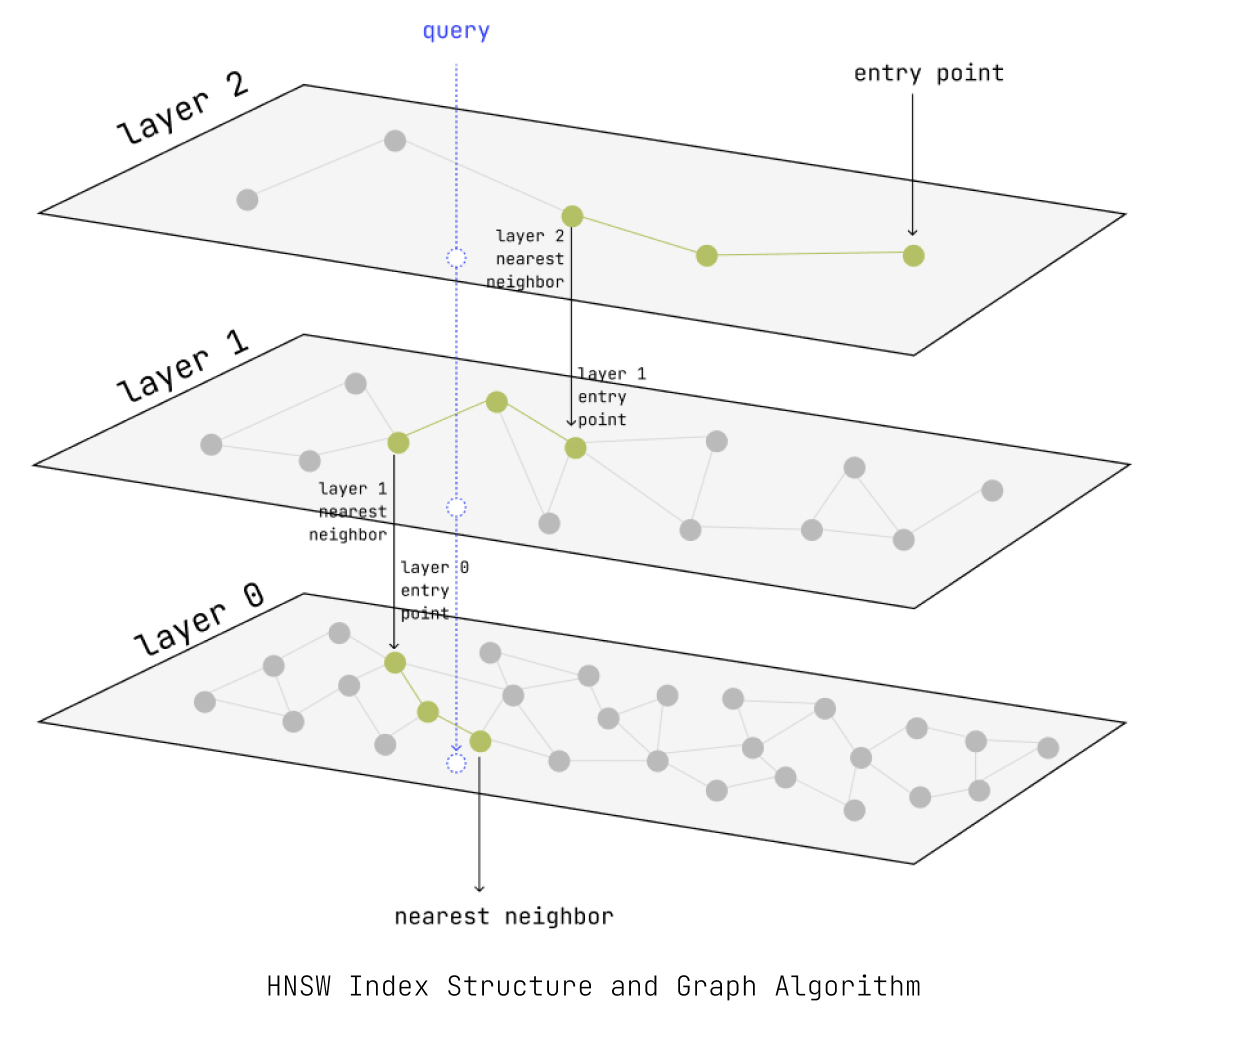 query
entry point
layer 2
layer 2
nearest
neighbor
layer 1
layer 1
entry
point
layer 1
nearest
neighbor
layer 0
entry
point
layer 0
nearest neighbor
HNSW Index Structure and Graph Algorithm